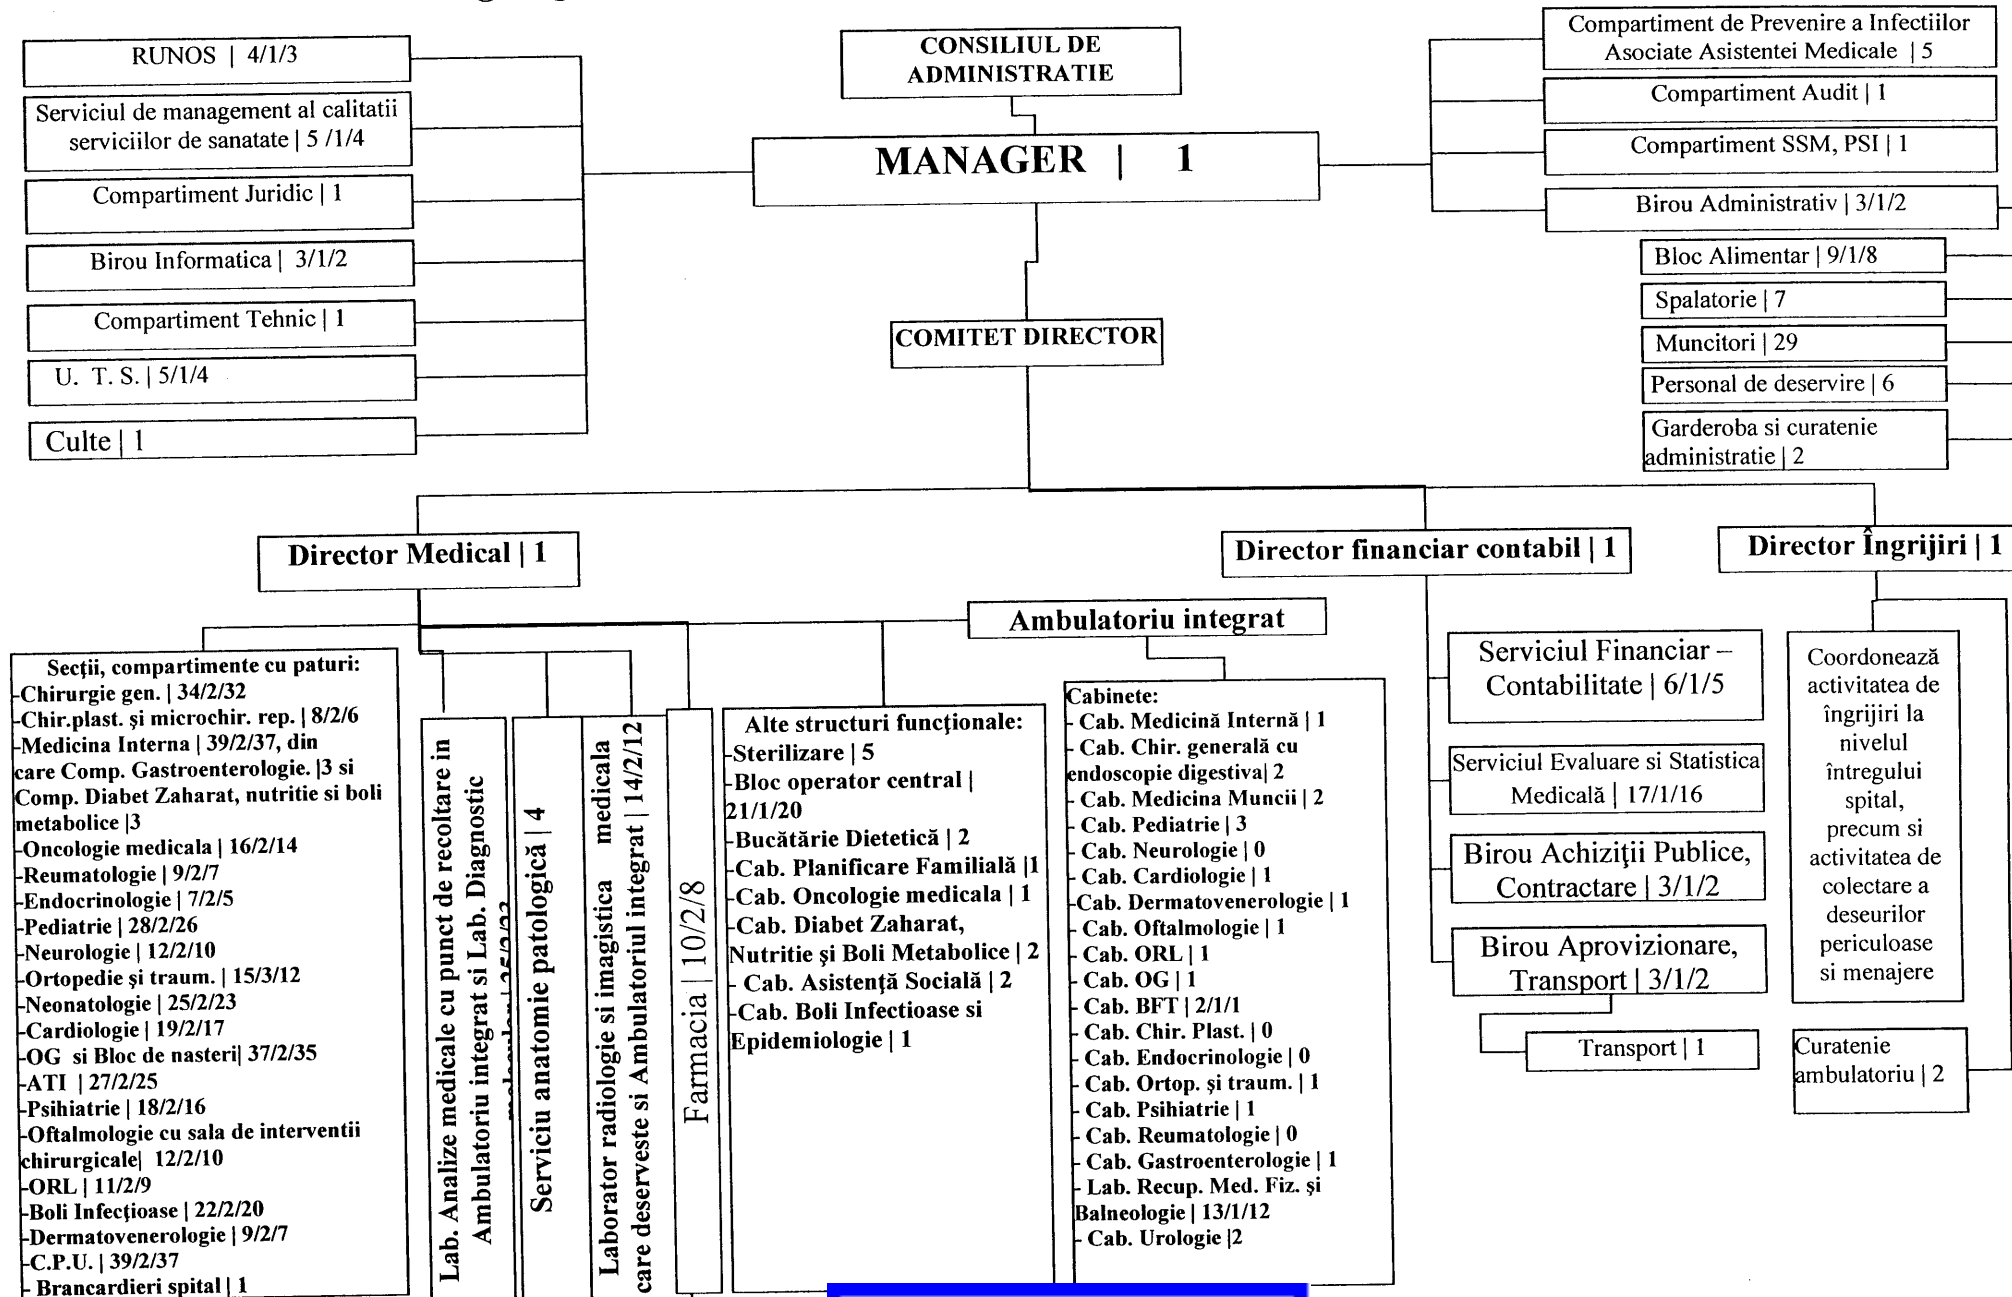 RUNOS | 4/1/3
Serviciul de management al calitatii
serviciilor de sanatate | 5 /1/4
Compartiment Juridic | 1
Birou Informatica | 3/1/2
Compartiment Tehnic | 1
U. T. S. | 5/1/4
Culte | 1
CONSILIUL DE
ADMINISTRATIE
MANAGER | 1
COMITET DIRECTOR
Compartiment de Prevenire a Infectiilor
Asociate Asistentei Medicale | 5
Compartiment Audit | 1
Compartiment SSM, PSI | 1
Birou Administrativ | 3/1/2
Bloc Alimentar | 9/1/8
Spalatorie | 7
Muncitori | 29
Personal de deservire | 6
Garderoba si curatenie
administratie | 2
Director Medical | 1
Director financiar contabil | 1
Director Îngrijiri | 1
Ambulatoriu integrat
Secţii, compartimente cu paturi:
-Chirurgie gen. | 34/2/32
-Chir.plast. şi microchir. rep. | 8/2/6
-Medicina Interna | 39/2/37, din
care Comp. Gastroenterologie. |3 si
Comp. Diabet Zaharat, nutritie si boli
metabolice |3
-Oncologie medicala | 16/2/14
-Reumatologie | 9/2/7
-Endocrinologie | 7/2/5
-Pediatrie | 28/2/26
-Neurologie | 12/2/10
-Ortopedie şi traum. | 15/3/12
-Neonatologie | 25/2/23
-Cardiologie | 19/2/17
-OG si Bloc de nasteri| 37/2/35
-ATI | 27/2/25
-Psihiatrie | 18/2/16
-Oftalmologie cu sala de interventii
chirurgicale| 12/2/10
-ORL | 11/2/9
-Boli Infecţioase | 22/2/20
-Dermatovenerologie | 9/2/7
-C.P.U. | 39/2/37
- Brancardieri spital | 1
Lab. Analize medicale cu punct de recoltare in
Ambulatoriu integrat si Lab. Diagnostic
Serviciu anatomie patologică | 4
Laborator radiologie si imagistica medicala
care deserveste si Ambulatoriul integrat | 14/2/12
Farmacia | 10/2/8
Alte structuri funcţionale:
-Sterilizare | 5
-Bloc operator central |
21/1/20
-Bucătărie Dietetică | 2
-Cab. Planificare Familială |1
-Cab. Oncologie medicala | 1
-Cab. Diabet Zaharat,
Nutritie şi Boli Metabolice | 2
- Cab. Asistenţă Socială | 2
-Cab. Boli Infectioase si
Epidemiologie | 1
Cabinete:
- Cab. Medicină Internă | 1
- Cab. Chir. generală cu
endoscopie digestiva| 2
- Cab. Medicina Muncii | 2
- Cab. Pediatrie | 3
- Cab. Neurologie | 0
- Cab. Cardiologie | 1
-Cab. Dermatovenerologie | 1
- Cab. Oftalmologie | 1
- Cab. ORL | 1
- Cab. OG | 1
- Cab. BFT | 2/1/1
- Cab. Chir. Plast. | 0
- Cab. Endocrinologie | 0
- Cab. Ortop. şi traum. | 1
- Cab. Psihiatrie | 1
- Cab. Reumatologie | 0
- Cab. Gastroenterologie | 1
- Lab. Recup. Med. Fiz. şi
Balneologie | 13/1/12
- Cab. Urologie |2
Serviciul Financiar –
Contabilitate | 6/1/5
Serviciul Evaluare si Statistica
Medicală | 17/1/16
Birou Achiziţii Publice,
Contractare | 3/1/2
Birou Aprovizionare,
Transport | 3/1/2
Transport | 1
Coordonează
activitatea de
îngrijiri la
nivelul
întregului
spital,
precum si
activitatea de
colectare a
deseurilor
periculoase
si menajere
Curatenie
ambulatoriu | 2